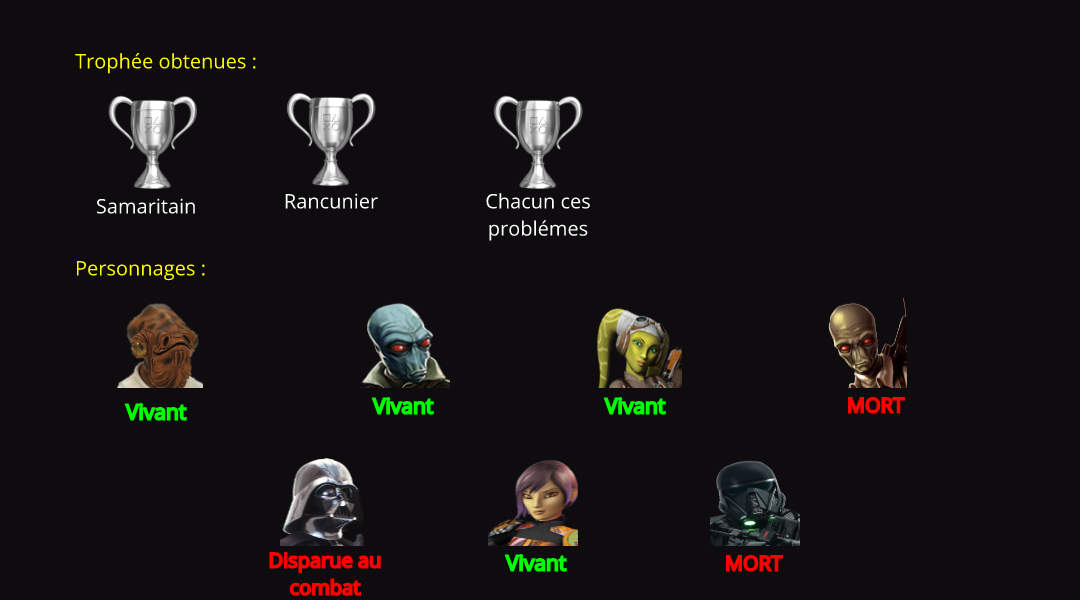 Trophée obtenues :
Samaritain
Rancunier
Chacun ces
problémes
Personnages :
Vivant
Vivant
Vivant
MORT
Disparue au
combat
Vivant
MORT